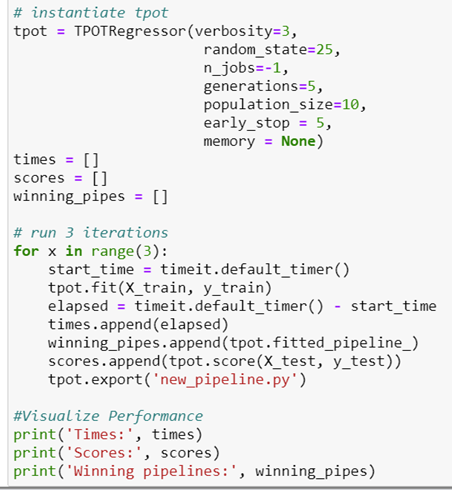 # instantiate tpot
tpot = TPOTRegressor(verbosity=3,
                     random_state=25,
                     n_jobs=-1,
                     generations=5,
                     population_size=10,
                     early_stop = 5,
                     memory = None)
times = []
scores = []
winning_pipes = []

# run 3 iterations
for x in range(3):
    start_time = timeit.default_timer()
    tpot.fit(X_train, y_train)
    elapsed = timeit.default_timer() - start_time
    times.append(elapsed)
    winning_pipes.append(tpot.fitted_pipeline_)
    scores.append(tpot.score(X_test, y_test))
    tpot.export('new_pipeline.py')

#Visualize Performance
print('Times:', times)
print('Scores:', scores)
print('Winning pipelines:', winning_pipes)